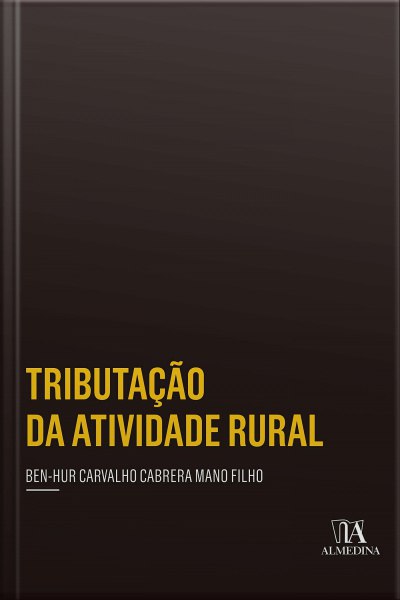 TRIBUTAÇÃO
DA ATIVIDADE RURAL
BEN-HUR CARVALHO CABRERA MANO FILHO
ALMEDINA